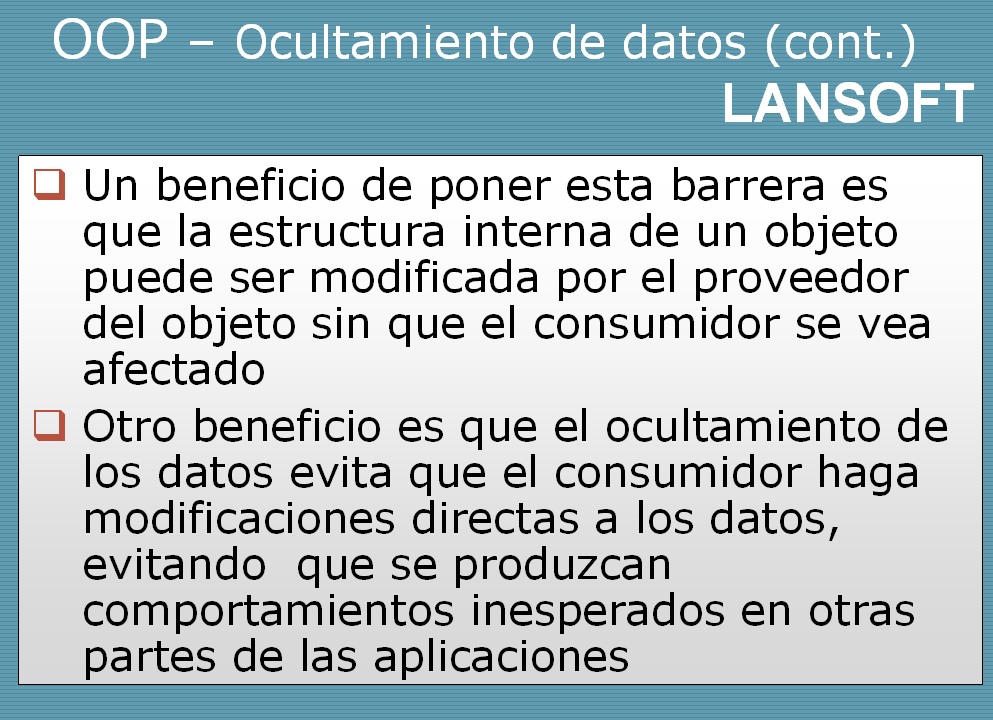 OOP – Ocultamiento de datos (cont.)
LANSOFT
Un beneficio de poner esta barrera es
que la estructura interna de un objeto
puede ser modificada por el proveedor
del objeto sin que el consumidor se vea
afectado
Otro beneficio es que el ocultamiento de
los datos evita que el consumidor haga
modificaciones directas a los datos,
evitando  que se produzcan
comportamientos inesperados en otras
partes de las aplicaciones